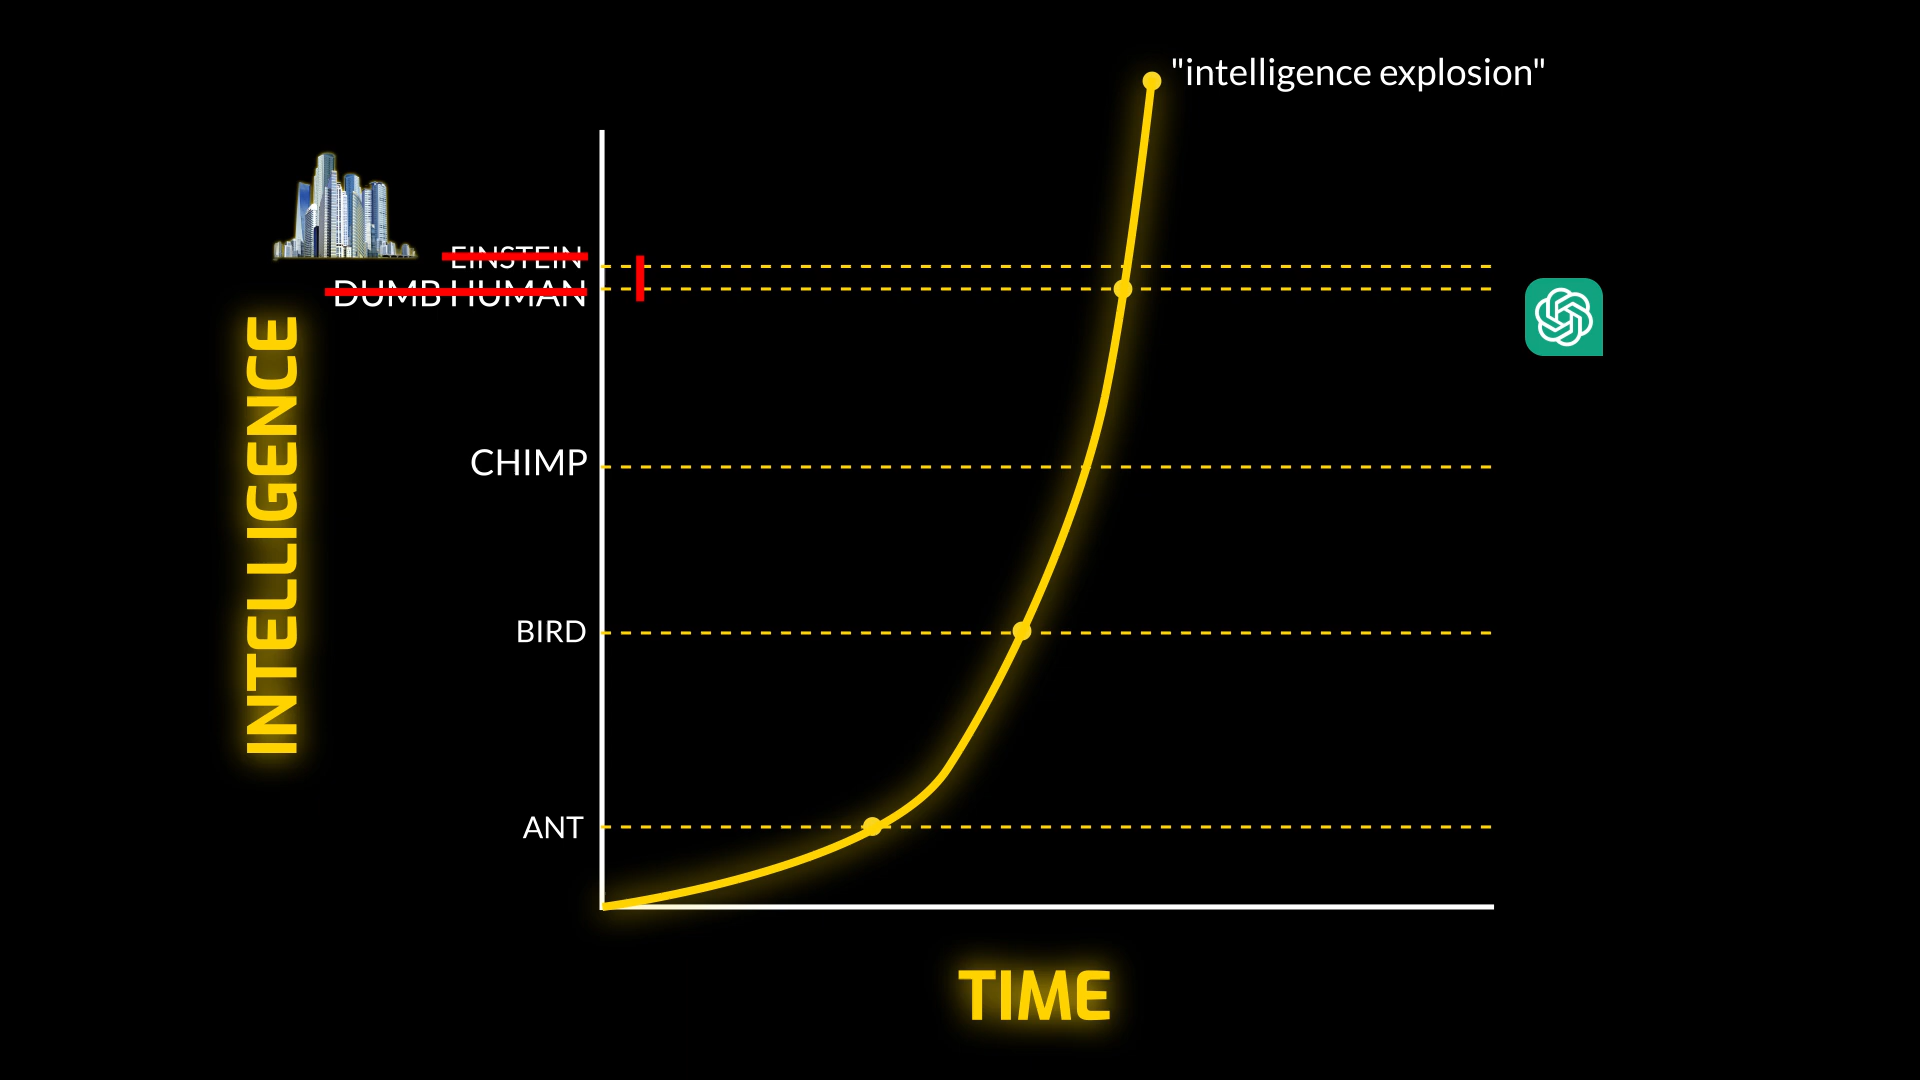 "intelligence explosion"
EINSTEIN
DUMB HUMAN
INTELLIGENCE
CHIMP
BIRD
ANT
TIME